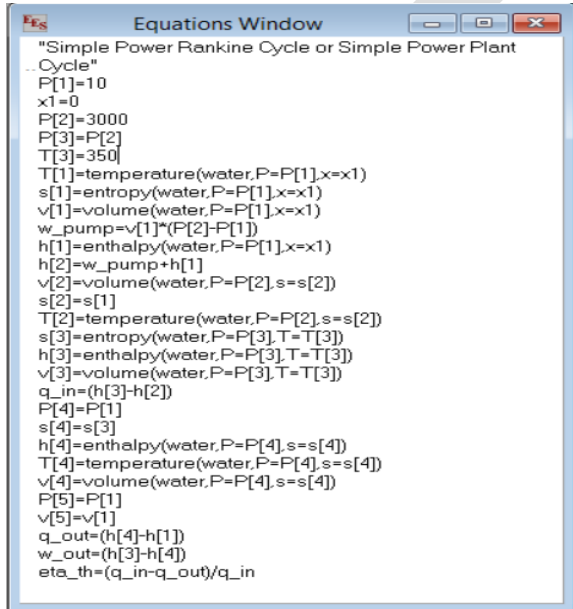 EES Equations Window
"Simple Power Rankine Cycle or Simple Power Plant
..Cycle"
P[1]=10
x1=0
P[2]=3000
P[3]=P[2]
T[3]=350
T[1]=temperature(water,P=P[1],x=x1)
s[1]=entropy(water,P=P[1],x=x1)
v[1]=volume(water,P=P[1],x=x1)
w_pump=v[1]*(P[2]-P[1])
h[1]=enthalpy(water,P=P[1],x=x1)
h[2]=w_pump+h[1]
v[2]=volume(water,P=P[2],s=s[2])
s[2]=s[1]
T[2]=temperature(water,P=P[2],s=s[2])
s[3]=entropy(water,P=P[3],T=T[3])
h[3]=enthalpy(water,P=P[3],T=T[3])
v[3]=volume(water,P=P[3],T=T[3])
q_in=(h[3]-h[2])
P[4]=P[1]
s[4]=s[3]
h[4]=enthalpy(water,P=P[4],s=s[4])
T[4]=temperature(water,P=P[4],s=s[4])
v[4]=volume(water,P=P[4],s=s[4])
P[5]=P[1]
v[5]=v[1]
q_out=(h[4]-h[1])
w_out=(h[3]-h[4])
eta_th=(q_in-q_out)/q_in